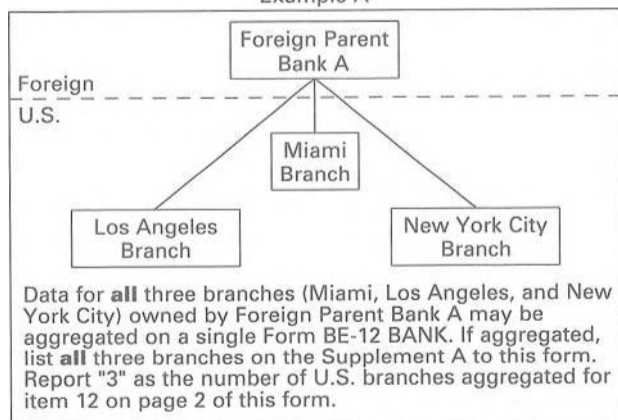 Example A
Foreign Parent
Bank A
Foreign
U.S.
Miami
Branch
Los Angeles
Branch
New York City
Branch
Data for all three branches (Miami, Los Angeles, and New
York City) owned by Foreign Parent Bank A may be
aggregated on a single Form BE-12 BANK. If aggregated,
list all three branches on the Supplement A to this form.
Report "3" as the number of U.S. branches aggregated for
item 12 on page 2 of this form.